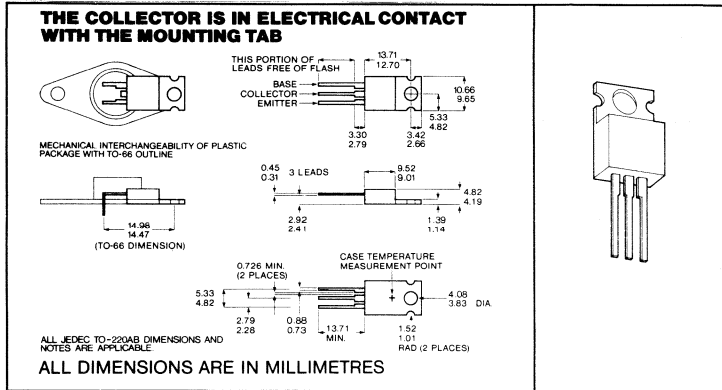 THE COLLECTOR IS IN ELECTRICAL CONTACT
WITH THE MOUNTING TAB
THIS PORTION OF
LEADS FREE OF FLASH
13.71
12.70
BASE
COLLECTOR
EMITTER
10.66
9.65
5.33
4.82
3.30
2.79
3.42
2.66
MECHANICAL INTERCHANGEABILITY OF PLASTIC
PACKAGE WITH TO-66 OUTLINE
0.45
0.31
3 LEADS
9.52
9.01
4.82
4.19
14.98
14.47
(TO-66 DIMENSION)
2.92
2.41
1.39
1.14
0.726 MIN.
(2 PLACES)
CASE TEMPERATURE
MEASUREMENT POINT
5.33
4.82
4.08
3.83 DIA.
2.79
2.28
0.88
0.73
13.71
MIN.
1.52
1.01
RAD (2 PLACES)
ALL JEDEC TO-220AB DIMENSIONS AND
NOTES ARE APPLICABLE
ALL DIMENSIONS ARE IN MILLIMETRES